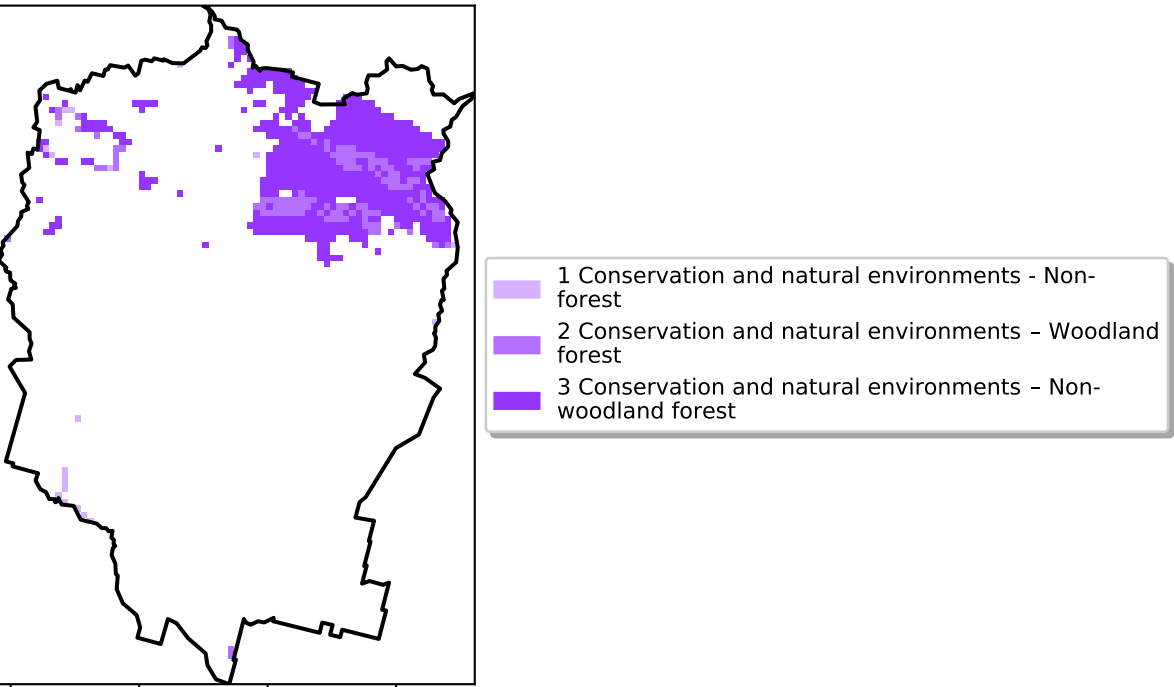 1 Conservation and natural environments - Non-
forest
2 Conservation and natural environments – Woodland
forest
3 Conservation and natural environments – Non-
woodland forest